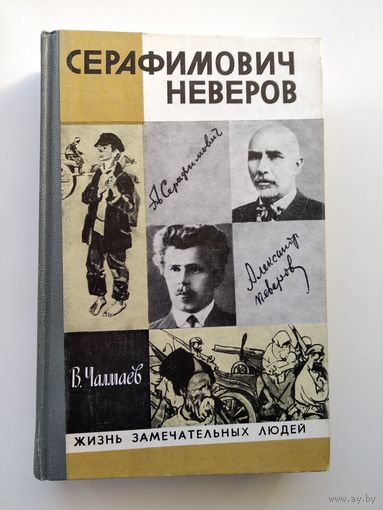 СЕРАФИМОВИЧ
НЕВЕРОВ
А. Серафимович
Александр
Неверов
В. Чалмаев
ЖИЗНЬ ЗАМЕЧАТЕЛЬНЫХ ЛЮДЕЙ
www.ay.by